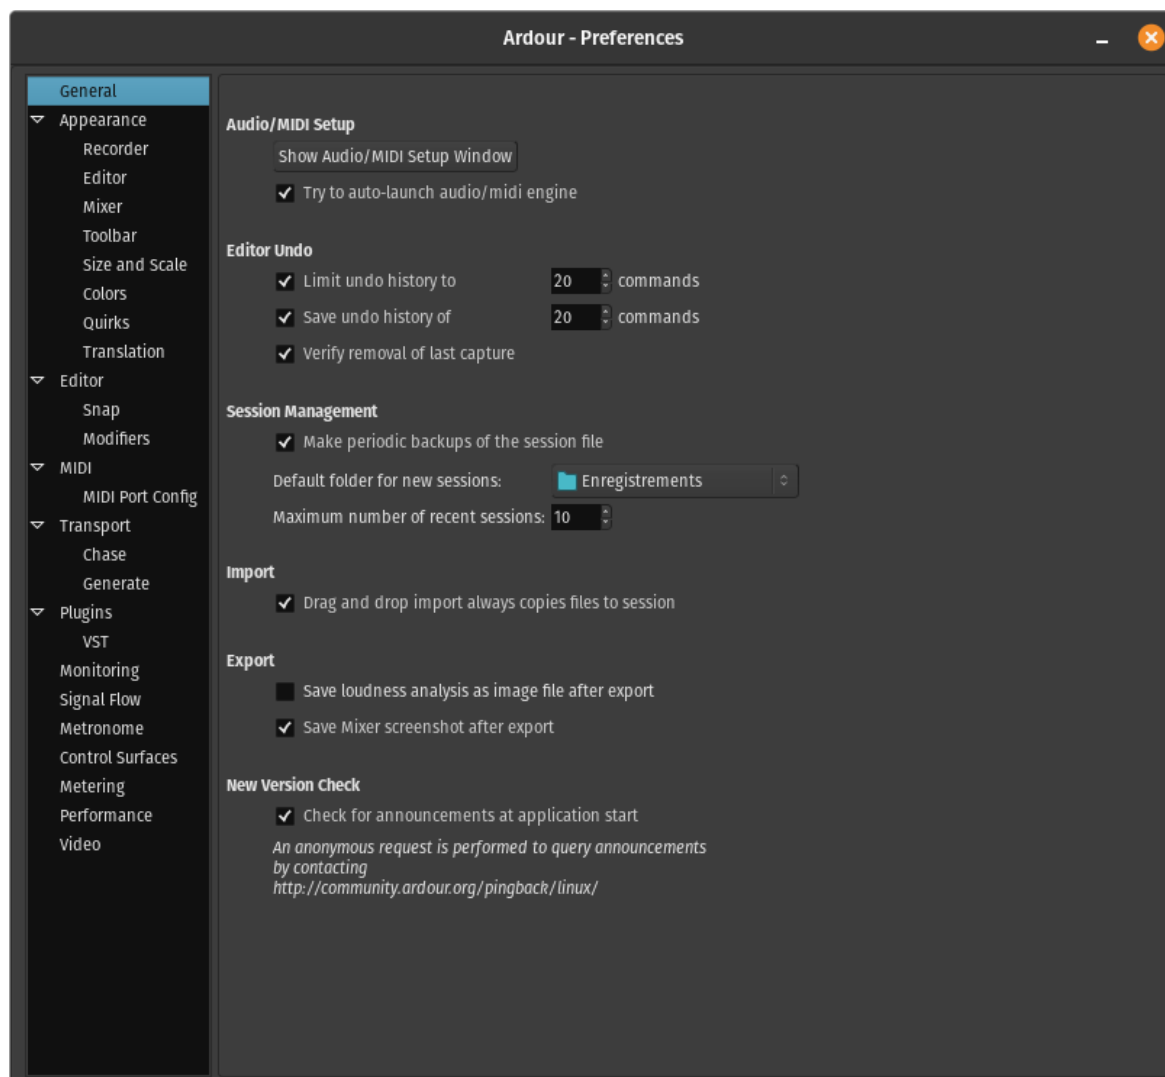 Ardour - Preferences
General
Appearance
Recorder
Editor
Mixer
Toolbar
Size and Scale
Colors
Quirks
Translation
Editor
Snap
Modifiers
MIDI
MIDI Port Config
Transport
Chase
Generate
Plugins
VST
Monitoring
Signal Flow
Metronome
Control Surfaces
Metering
Performance
Video
Audio/MIDI Setup
Show Audio/MIDI Setup Window
Try to auto-launch audio/midi engine
Editor Undo
Limit undo history to 20 commands
Save undo history of 20 commands
Verify removal of last capture
Session Management
Make periodic backups of the session file
Default folder for new sessions: Enregistrements
Maximum number of recent sessions: 10
Import
Drag and drop import always copies files to session
Export
Save loudness analysis as image file after export
Save Mixer screenshot after export
New Version Check
Check for announcements at application start
An anonymous request is performed to query announcements
by contacting
http://community.ardour.org/pingback/linux/